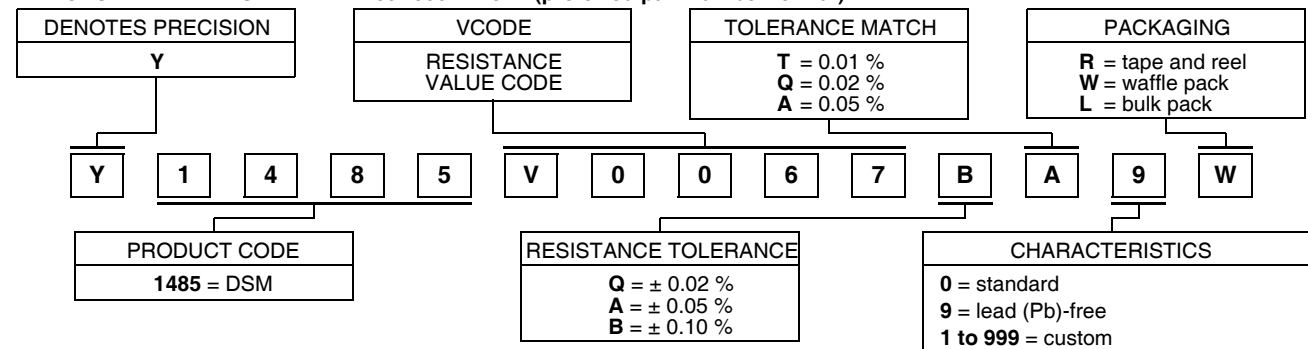 DENOTES PRECISION
Y
VCODE
RESISTANCE
VALUE CODE
TOLERANCE MATCH
T = 0.01 %
Q = 0.02 %
A = 0.05 %
PACKAGING
R = tape and reel
W = waffle pack
L = bulk pack
Y 1 4 8 5 V 0 0 6 7 B A 9 W
PRODUCT CODE
1485 = DSM
RESISTANCE TOLERANCE
Q = ± 0.02 %
A = ± 0.05 %
B = ± 0.10 %
CHARACTERISTICS
0 = standard
9 = lead (Pb)-free
1 to 999 = custom